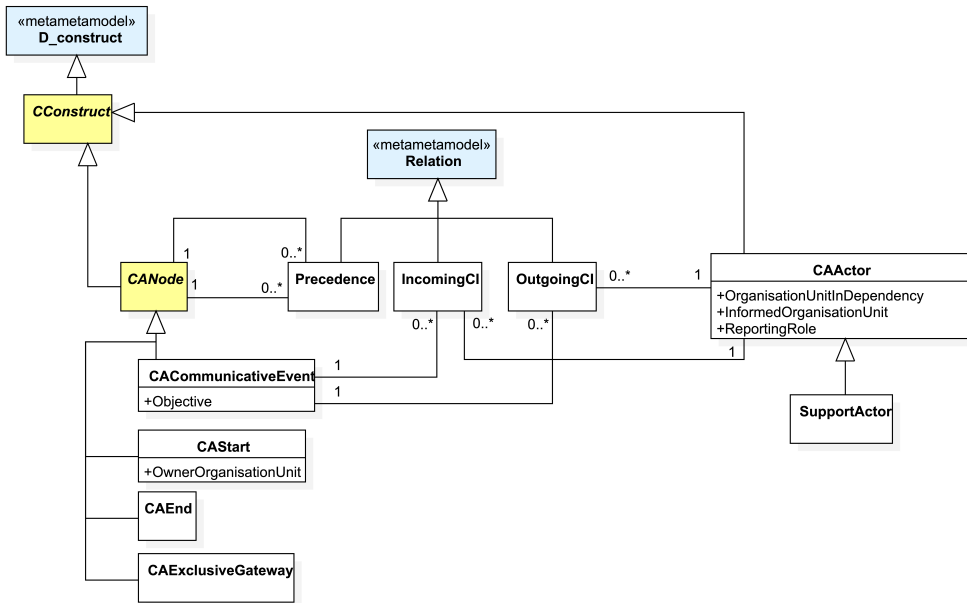 «metametamodel»
D_construct
CConstruct
«metametamodel»
Relation
1
0..*
CANode
1
0..*
Precedence
IncomingCI
OutgoingCI
0..*
1
CAActor
+OrganisationUnitInDependency
+InformedOrganisationUnit
+ReportingRole
0..*
0..*
0..*
1
1
1
CACommunicativeEvent
+Objective
SupportActor
CAStart
+OwnerOrganisationUnit
CAEnd
CAExclusiveGateway